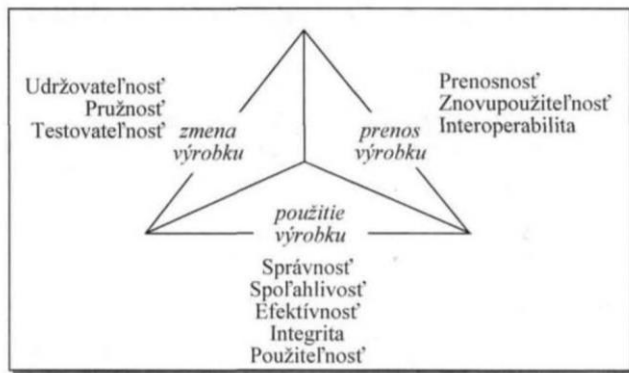 Udržovateľnosť
Pružnosť
Testovateľnosť
zmena
výrobku
prenos
výrobku
Prenosnosť
Znovupoužiteľnosť
Interoperabilita
použitie
výrobku
Správnosť
Spoľahlivosť
Efektívnosť
Integrita
Použiteľnosť